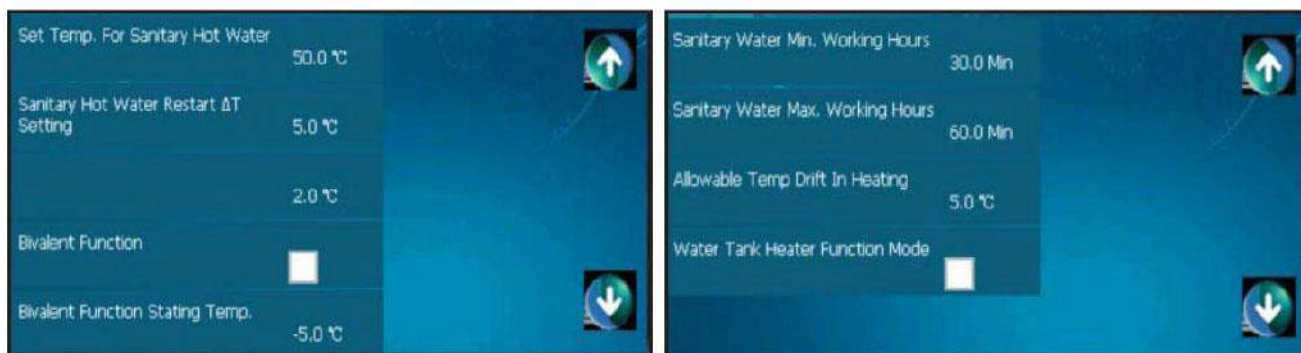 Set Temp. For Sanitary Hot Water
50.0 ℃
Sanitary Hot Water Restart ΔT
Setting
5.0 ℃
2.0 ℃
Bivalent Function
Bivalent Function Stating Temp.
-5.0 ℃
Sanitary Water Min. Working Hours
30.0 Min
Sanitary Water Max. Working Hours
60.0 Min
Allowable Temp Drift In Heating
5.0 ℃
Water Tank Heater Function Mode